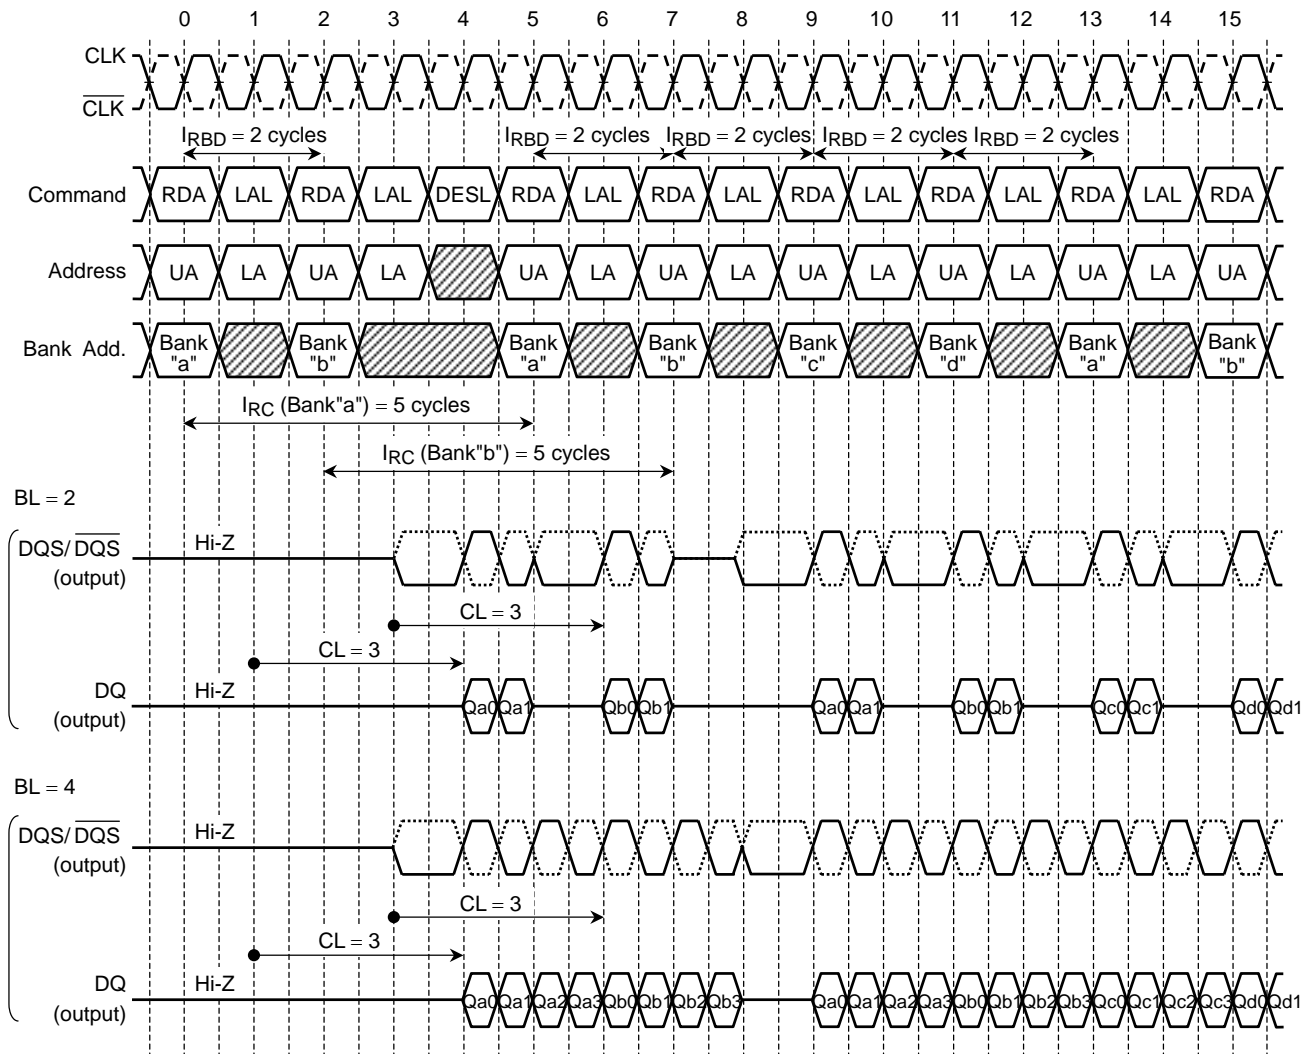 0 1 2 3 4 5 6 7 8 9 10 11 12 13 14 15
CLK
CLK
IRBD = 2 cycles IRBD = 2 cycles IRBD = 2 cycles IRBD = 2 cycles IRBD = 2 cycles
Command RDA LAL RDA LAL DESL RDA LAL RDA LAL RDA LAL RDA LAL RDA LAL RDA
Address UA LA UA LA UA LA UA LA UA LA UA LA UA LA UA
Bank Add. Bank "a" Bank "b" Bank "a" Bank "b" Bank "c" Bank "d" Bank "a" Bank "b"
IRC (Bank"a") = 5 cycles
IRC (Bank"b") = 5 cycles
BL = 2
DQS/ DQS Hi-Z
(output)
CL = 3
CL = 3
DQ Hi-Z Qa0 Qa1 Qb0 Qb1 Qa0 Qa1 Qb0 Qb1 Qc0 Qc1 Qd0 Qd1
(output)
BL = 4
DQS/ DQS Hi-Z
(output)
CL = 3
CL = 3
DQ Hi-Z Qa0 Qa1 Qa2 Qa3 Qb0 Qb1 Qb2 Qb3 Qa0 Qa1 Qa2 Qa3 Qb0 Qb1 Qb2 Qb3 Qc0 Qc1 Qc2 Qc3 Qd0 Qd1
(output)